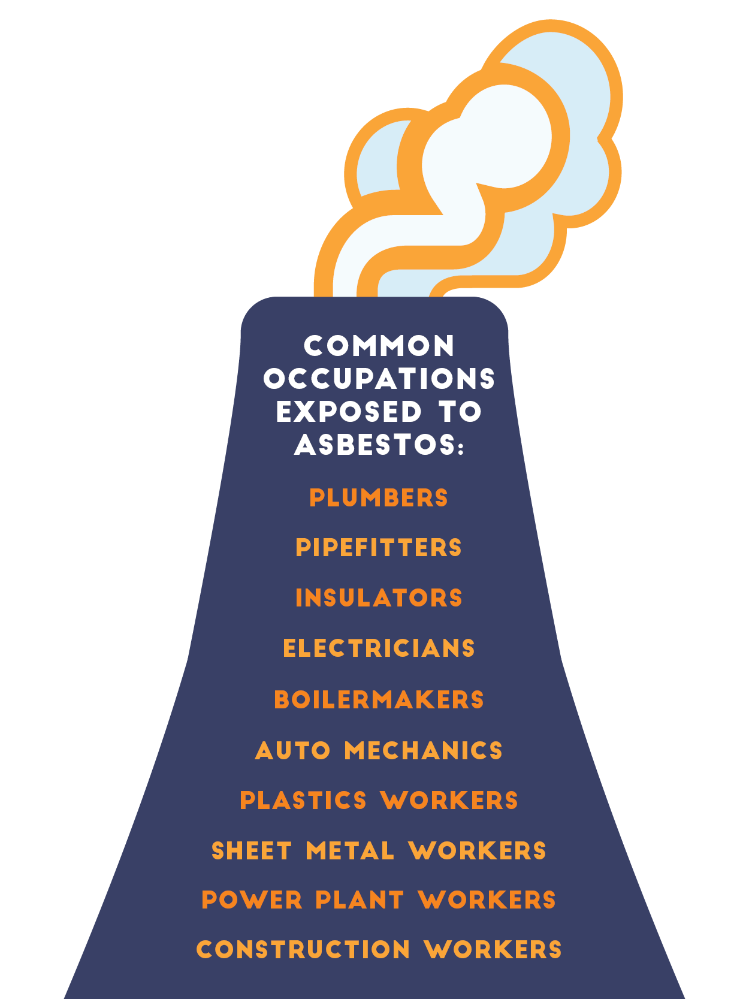 COMMON
OCCUPATIONS
EXPOSED TO
ASBESTOS:
PLUMBERS
PIPEFITTERS
INSULATORS
ELECTRICIANS
BOILERMAKERS
AUTO MECHANICS
PLASTICS WORKERS
SHEET METAL WORKERS
POWER PLANT WORKERS
CONSTRUCTION WORKERS